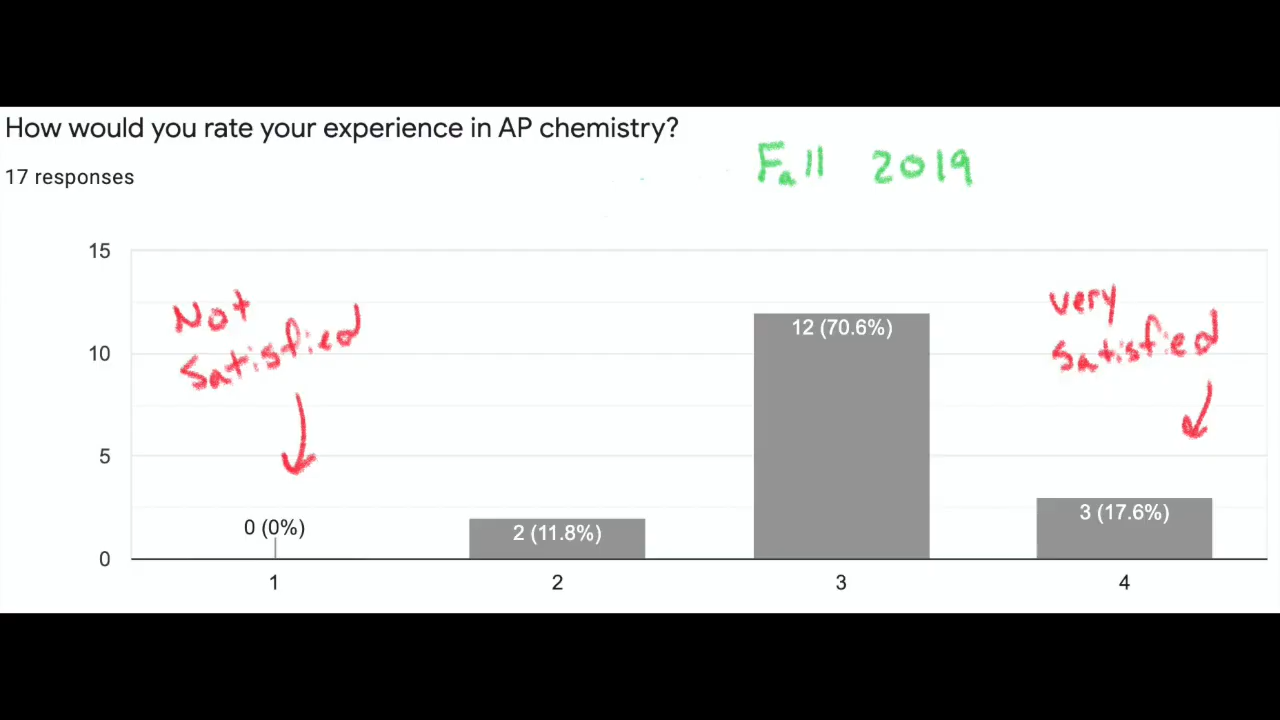 How would you rate your experience in AP chemistry?
17 responses
Fall 2019
15
10
5
0
Not
Satisfied
very
Satisfied
0 (0%)
2 (11.8%)
12 (70.6%)
3 (17.6%)
1
2
3
4